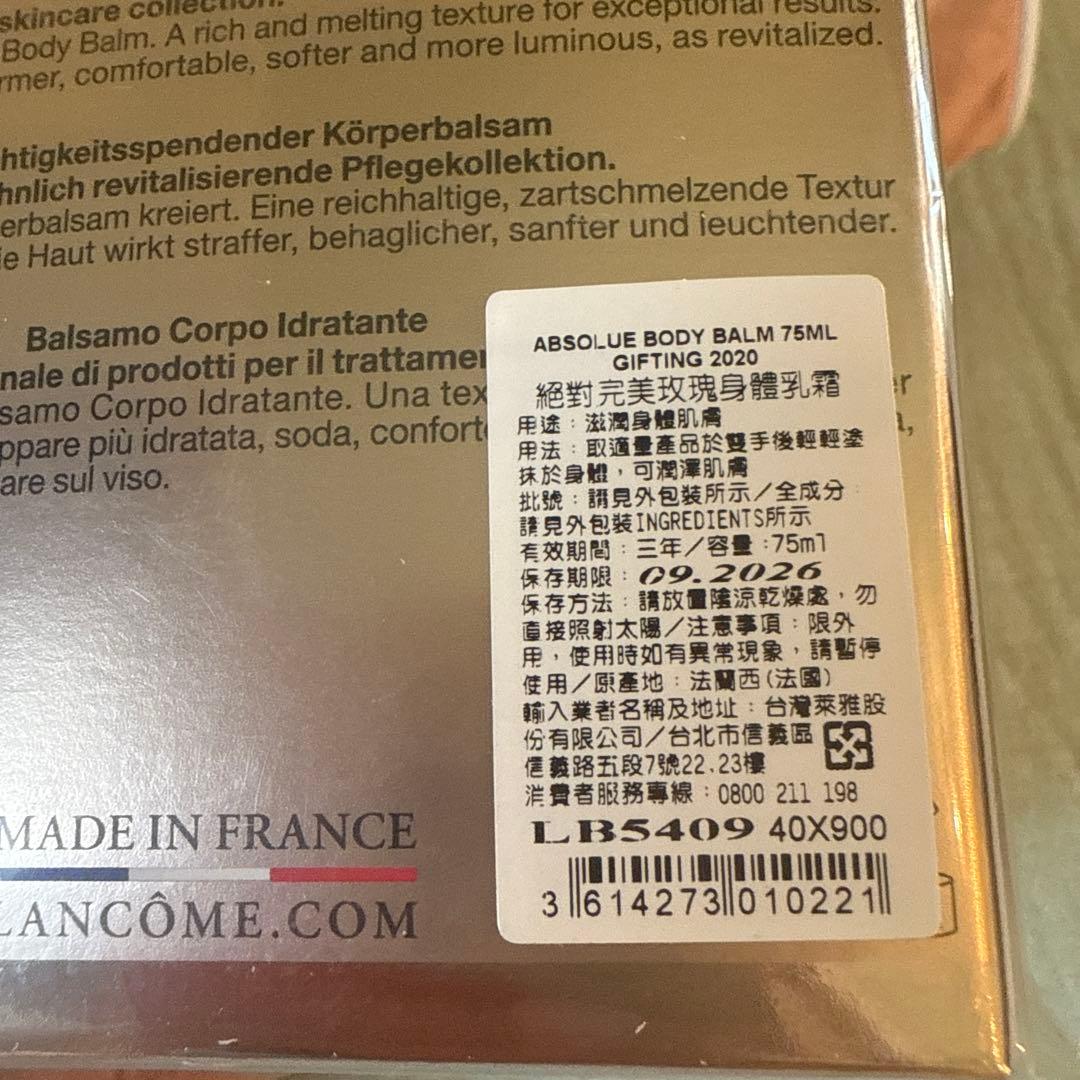 skincare collection.
Body Balm. A rich and melting texture for exceptional results.
rmer, comfortable, softer and more luminous, as revitalized.
htigkeitsspendender Körperbalsam
hnlich revitalisierende Pflegekollektion.
erbalsam kreiert. Eine reichhaltige, zartschmelzende Textur
ie Haut wirkt straffer, behaglicher, sanfter und leuchtender.
Balsamo Corpo Idratante
nale di prodotti per il trattamen
samo Corpo Idratante. Una tex
ppare più idratata, soda, confort
are sul viso.
MADE IN FRANCE
LANCÔME.COM
ABSOLUE BODY BALM 75ML
GIFTING 2020
絕對完美玫瑰身體乳霜
用途：滋潤身體肌膚
用法：取適量產品於雙手後輕輕塗
抹於身體，可潤澤肌膚
批號：請見外包裝所示／全成分
請見外包裝INGREDIENTS所示
有效期間：三年／容量:75ml
保存期限：09.2026
保存方法：請放置陰涼乾燥處，勿
直接照射太陽／注意事項：限外
用，使用時如有異常現象，請暫停
使用／原產地：法蘭西(法國)
輸入業者名稱及地址：台灣萊雅股
份有限公司／台北市信義區
信義路五段7號22.23樓
消費者服務專線：0800 211 198
LB5409 40X900
3 614273 010221